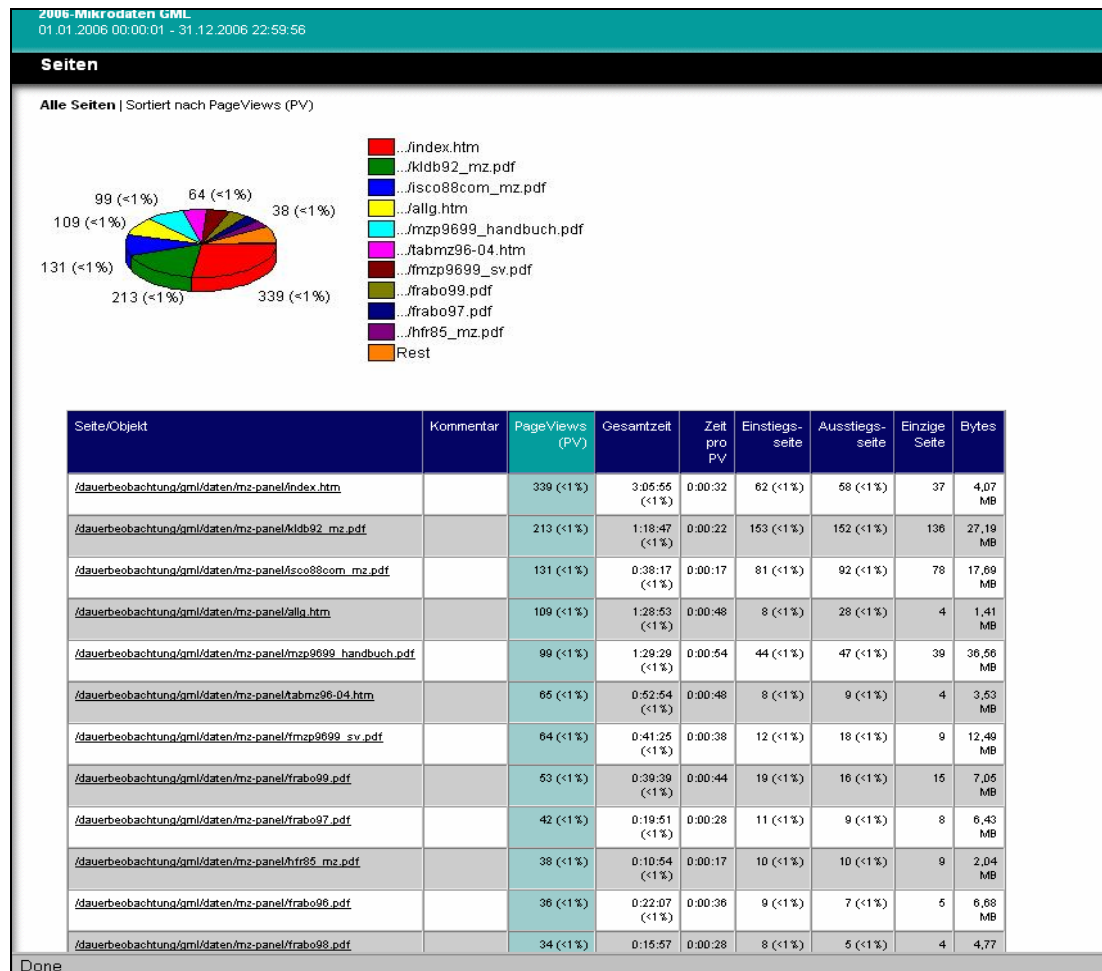 2006-Mikrodaten GML
01.01.2006 00:00:01 - 31.12.2006 22:59:56
Seiten
Alle Seiten | Sortiert nach PageViews (PV)
.../index.htm
.../kldb92_mz.pdf
.../isco88com_mz.pdf
.../allg.htm
.../mzp9699_handbuch.pdf
.../tabmz96-04.htm
.../fmzp9699_sv.pdf
.../frabo99.pdf
.../frabo97.pdf
.../hfr85_mz.pdf
Rest
99 (<1%) 64 (<1%)
109 (<1%) 38 (<1%)
131 (<1%)
213 (<1%) 339 (<1%)
Seite/Objekt Kommentar PageViews Gesamtzeit Zeit Einstiegs- Ausstiegs- Einzige Bytes
(PV) pro seite seite Seite
PV
/dauerbeobachtung/gml/daten/mz-panel/index.htm 339 (<1%) 3:05:55 0:00:32 62 (<1%) 58 (<1%) 37 4,07
(<1%) MB
/dauerbeobachtung/gml/daten/mz-panel/kldb92_mz.pdf 213 (<1%) 1:18:47 0:00:22 153 (<1%) 152 (<1%) 136 27,19
(<1%) MB
/dauerbeobachtung/gml/daten/mz-panel/isco88com_mz.pdf 131 (<1%) 0:38:17 0:00:17 81 (<1%) 92 (<1%) 78 17,69
(<1%) MB
/dauerbeobachtung/gml/daten/mz-panel/allg.htm 109 (<1%) 1:28:53 0:00:48 8 (<1%) 28 (<1%) 4 1,41
(<1%) MB
/dauerbeobachtung/gml/daten/mz-panel/mzp9699_handbuch.pdf 99 (<1%) 1:29:29 0:00:54 44 (<1%) 47 (<1%) 39 36,56
(<1%) MB
/dauerbeobachtung/gml/daten/mz-panel/tabmz96-04.htm 65 (<1%) 0:52:54 0:00:48 8 (<1%) 9 (<1%) 4 3,53
(<1%) MB
/dauerbeobachtung/gml/daten/mz-panel/fmzp9699_sv.pdf 64 (<1%) 0:41:25 0:00:38 12 (<1%) 18 (<1%) 9 12,49
(<1%) MB
/dauerbeobachtung/gml/daten/mz-panel/frabo99.pdf 53 (<1%) 0:39:39 0:00:44 19 (<1%) 16 (<1%) 15 7,05
(<1%) MB
/dauerbeobachtung/gml/daten/mz-panel/frabo97.pdf 42 (<1%) 0:19:51 0:00:28 11 (<1%) 9 (<1%) 8 6,43
(<1%) MB
/dauerbeobachtung/gml/daten/mz-panel/hfr85_mz.pdf 38 (<1%) 0:10:54 0:00:17 10 (<1%) 10 (<1%) 9 2,04
(<1%) MB
/dauerbeobachtung/gml/daten/mz-panel/frabo96.pdf 36 (<1%) 0:22:07 0:00:36 9 (<1%) 7 (<1%) 5 6,68
(<1%) MB
/dauerbeobachtung/gml/daten/mz-panel/frabo98.pdf 34 (<1%) 0:15:57 0:00:28 8 (<1%) 5 (<1%) 4 4,77
Done